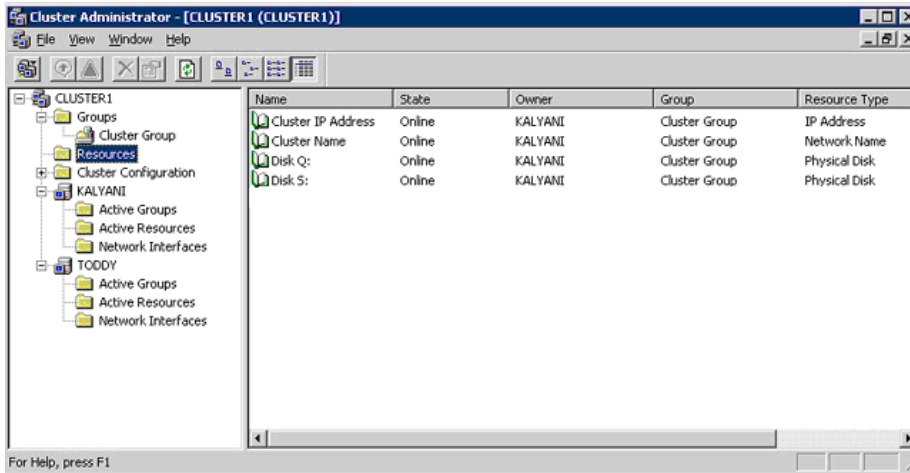 Cluster Administrator - [CLUSTER1 (CLUSTER1)]
File View Window Help
CLUSTER1
Groups
Cluster Group
Resources
Cluster Configuration
KALYANI
Active Groups
Active Resources
Network Interfaces
TODDY
Active Groups
Active Resources
Network Interfaces
Name State Owner Group Resource Type
Cluster IP Address Online KALYANI Cluster Group IP Address
Cluster Name Online KALYANI Cluster Group Network Name
Disk Q: Online KALYANI Cluster Group Physical Disk
Disk S: Online KALYANI Cluster Group Physical Disk
For Help, press F1